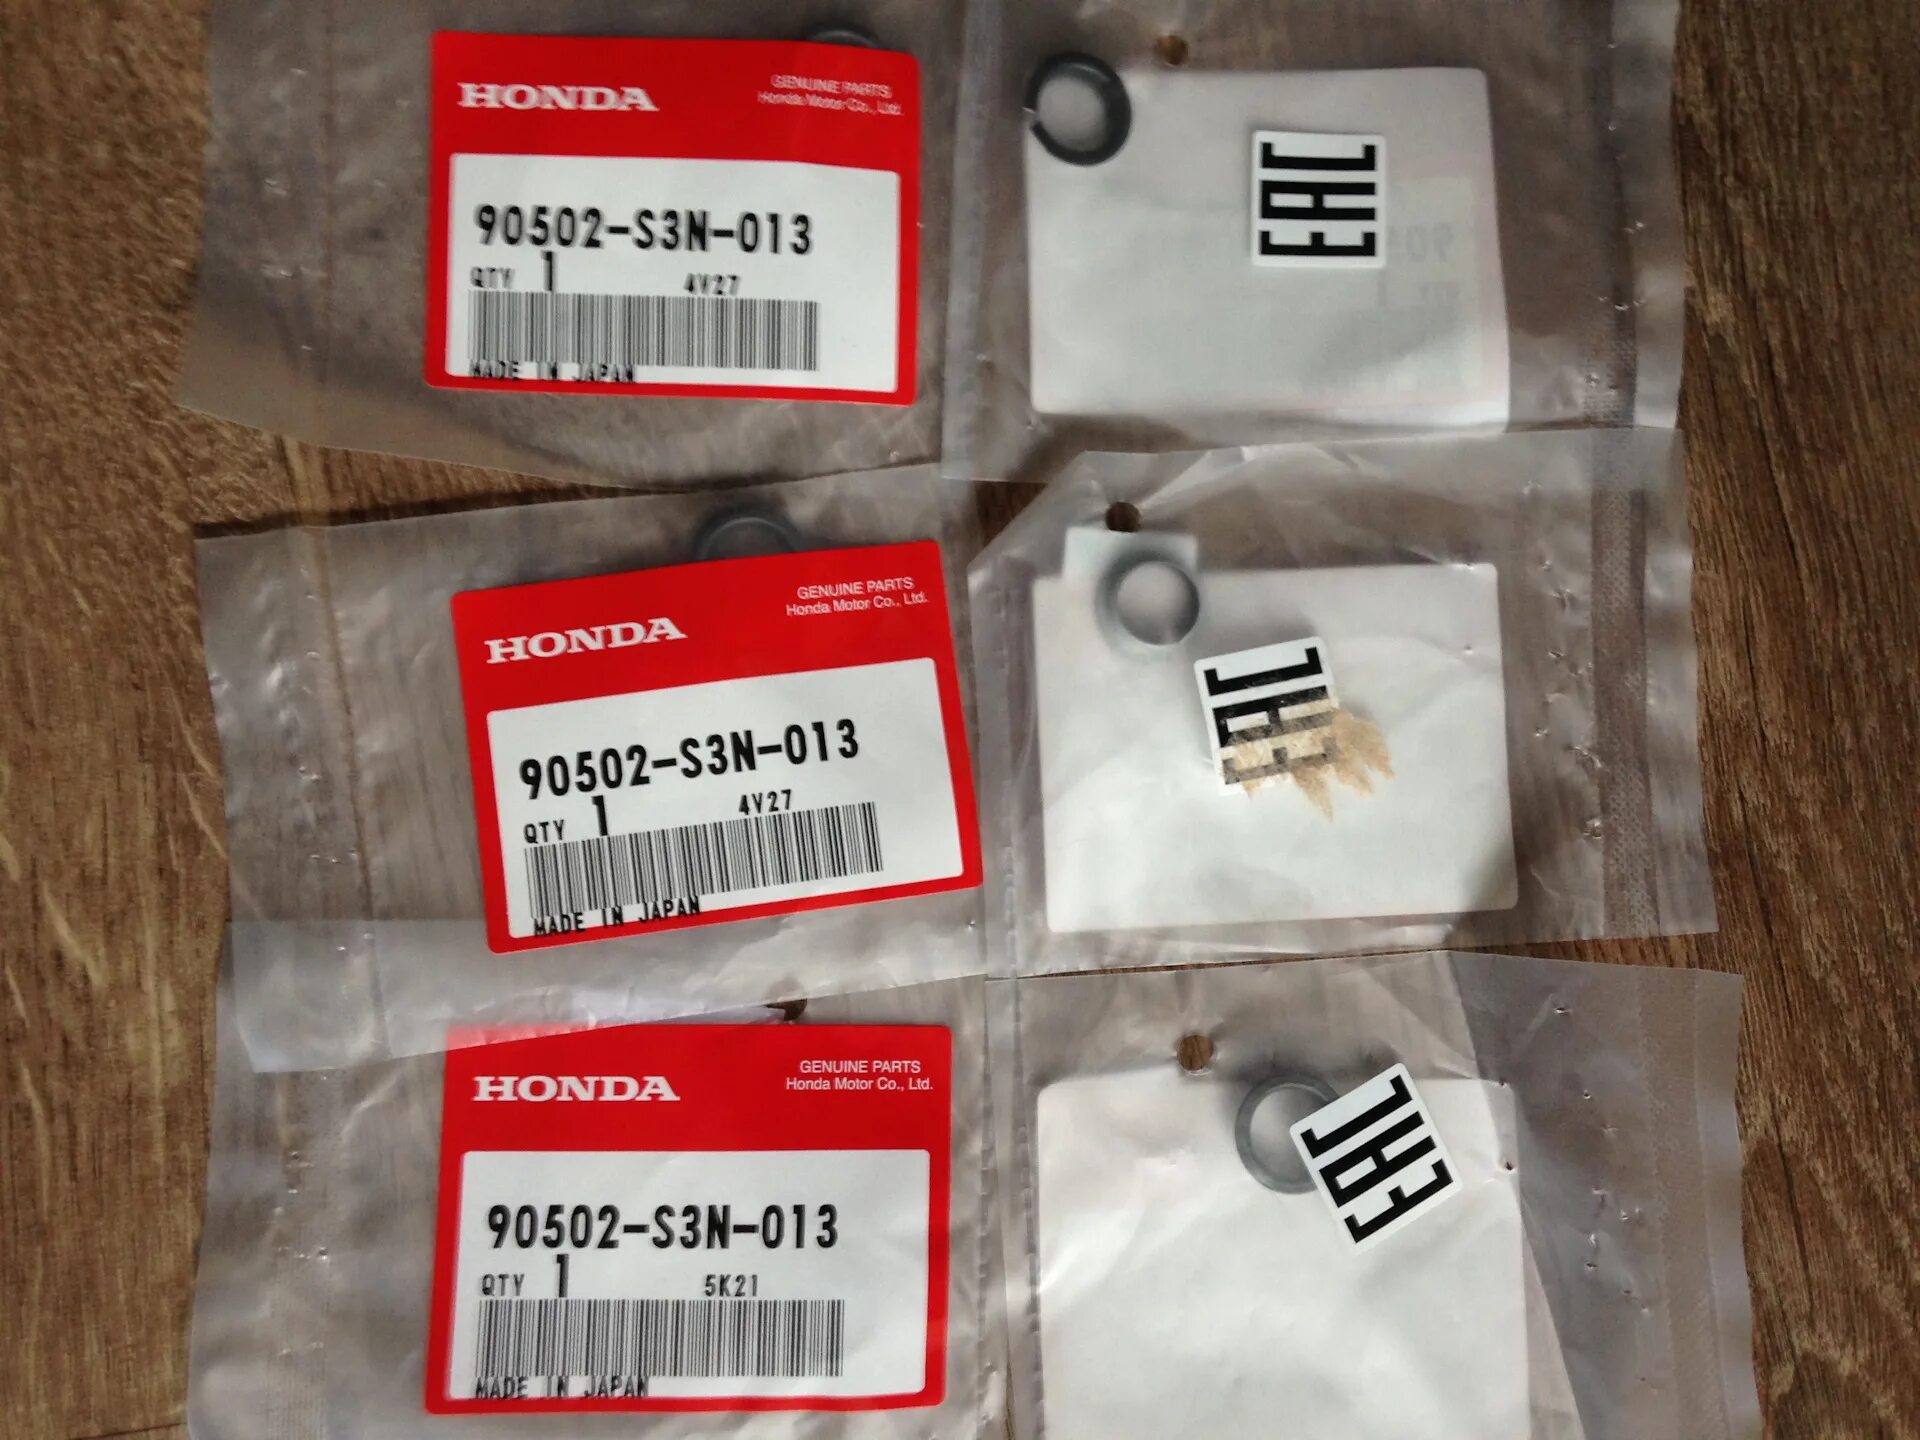 HONDA
GENUINE PARTS
Honda Motor Co., Ltd.
90502-S3N-013
QTY 1 4V27
MADE IN JAPAN
EAC
HONDA
GENUINE PARTS
Honda Motor Co., Ltd.
90502-S3N-013
QTY 1 4V27
MADE IN JAPAN
EAC
HONDA
GENUINE PARTS
Honda Motor Co., Ltd.
90502-S3N-013
QTY 1 5K21
MADE IN JAPAN
EAC